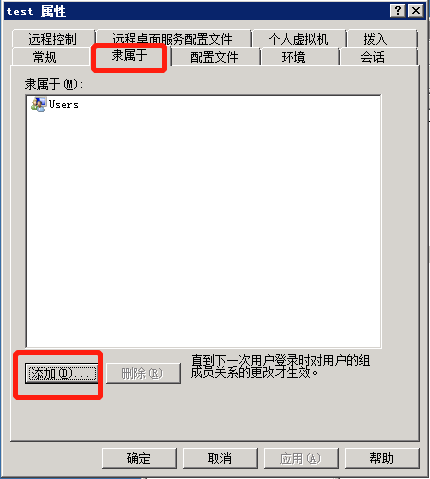 test 属性
远程控制 远程桌面服务配置文件 个人虚拟机 拨入
常规 隶属于 配置文件 环境 会话
隶属于(M):
Users
添加(D)... 删除(R)
直到下一次用户登录时对用户的组
成员关系的更改才生效。
确定 取消 应用(A) 帮助